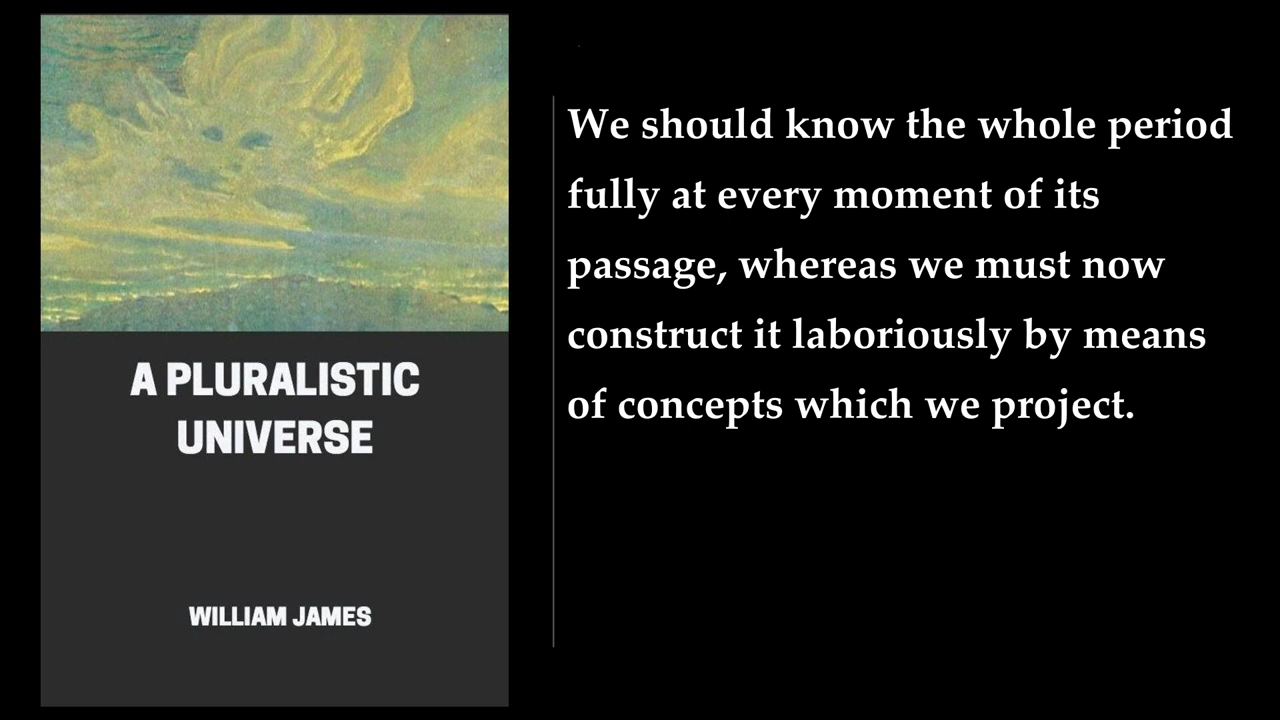 A PLURALISTIC
UNIVERSE
WILLIAM JAMES
We should know the whole period
fully at every moment of its
passage, whereas we must now
construct it laboriously by means
of concepts which we project.